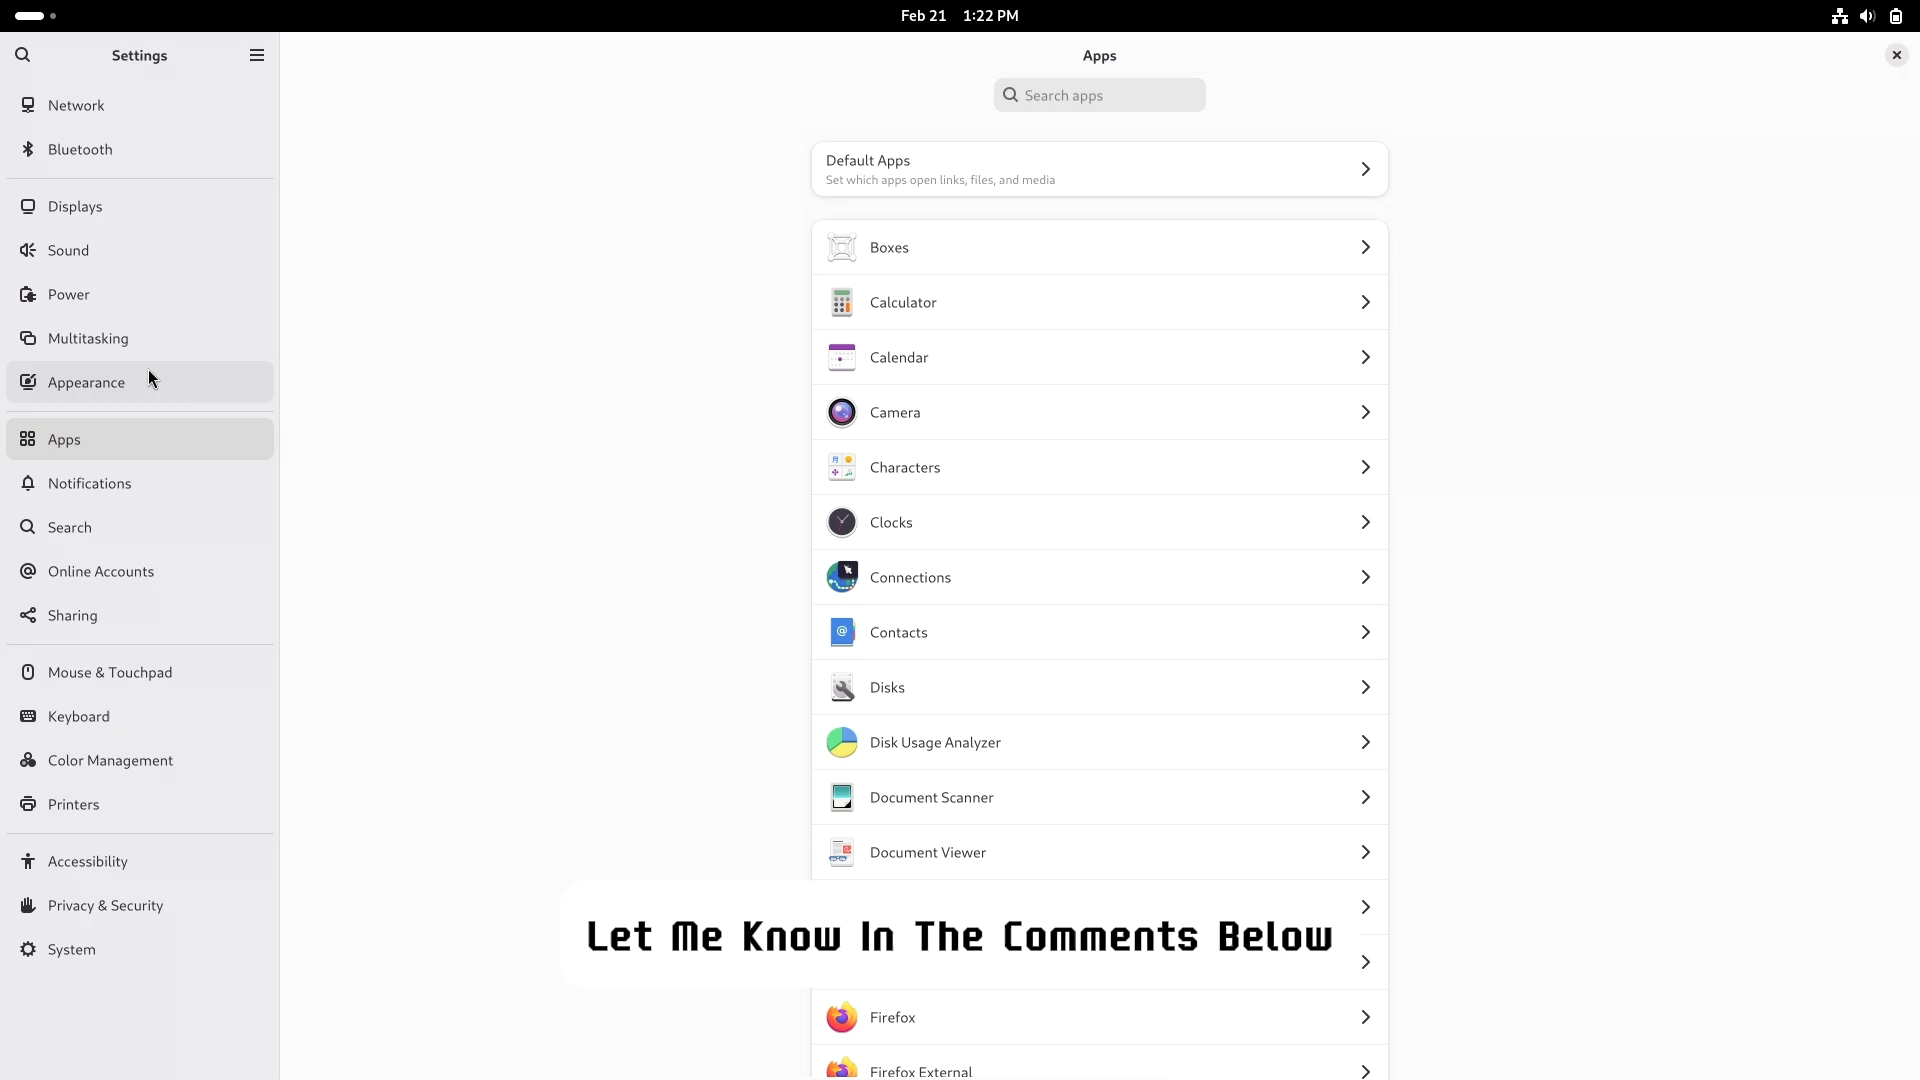 Feb 21 1:22 PM
Settings
Network
Bluetooth
Displays
Sound
Power
Multitasking
Appearance
Apps
Notifications
Search
Online Accounts
Sharing
Mouse & Touchpad
Keyboard
Color Management
Printers
Accessibility
Privacy & Security
System
Apps
Search apps
Default Apps
Set which apps open links, files, and media
Boxes
Calculator
Calendar
Camera
Characters
Clocks
Connections
Contacts
Disks
Disk Usage Analyzer
Document Scanner
Document Viewer
Let Me Know In The Comments Below
Firefox
Firefox External